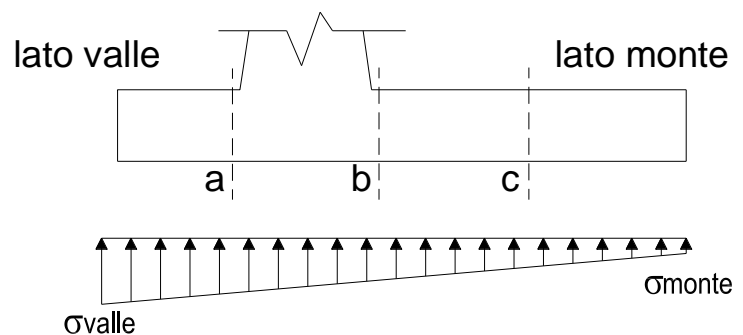 lato valle
lato monte
a
b
c
σvalle
σmonte